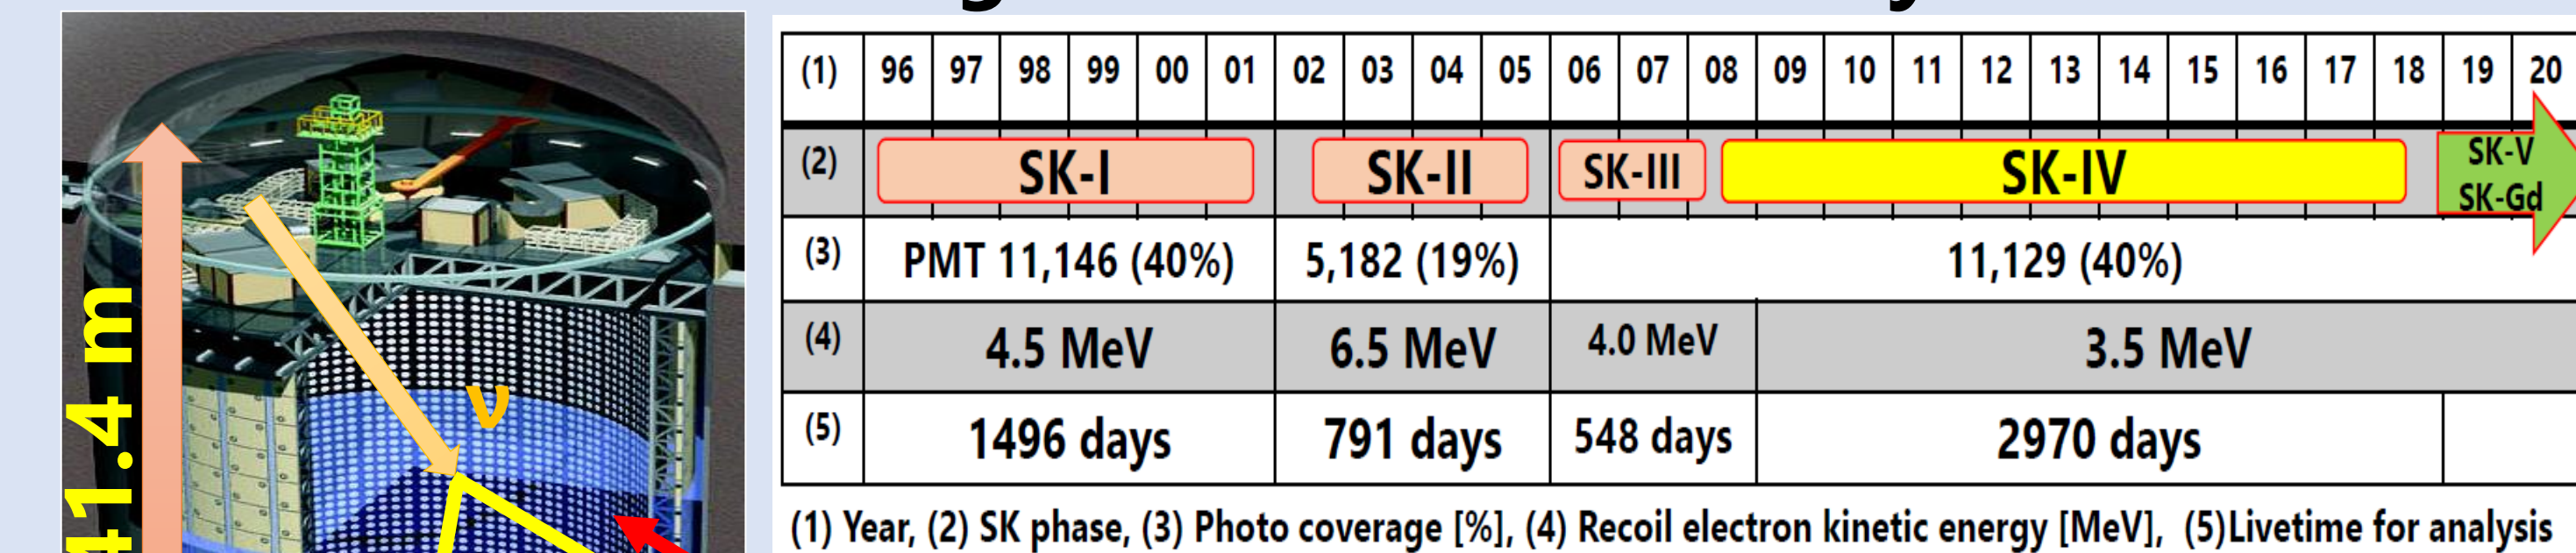 41.4 m
ν
(1) 96 97 98 99 00 01 02 03 04 05 06 07 08 09 10 11 12 13 14 15 16 17 18 19 20
(2) SK-I SK-II SK-III SK-IV SK-V
SK-Gd
(3) PMT 11,146 (40%) 5,182 (19%) 11,129 (40%)
(4) 4.5 MeV 6.5 MeV 4.0 MeV 3.5 MeV
(5) 1496 days 791 days 548 days 2970 days
(1) Year, (2) SK phase, (3) Photo coverage [%], (4) Recoil electron kinetic energy [MeV], (5)Livetime for analysis